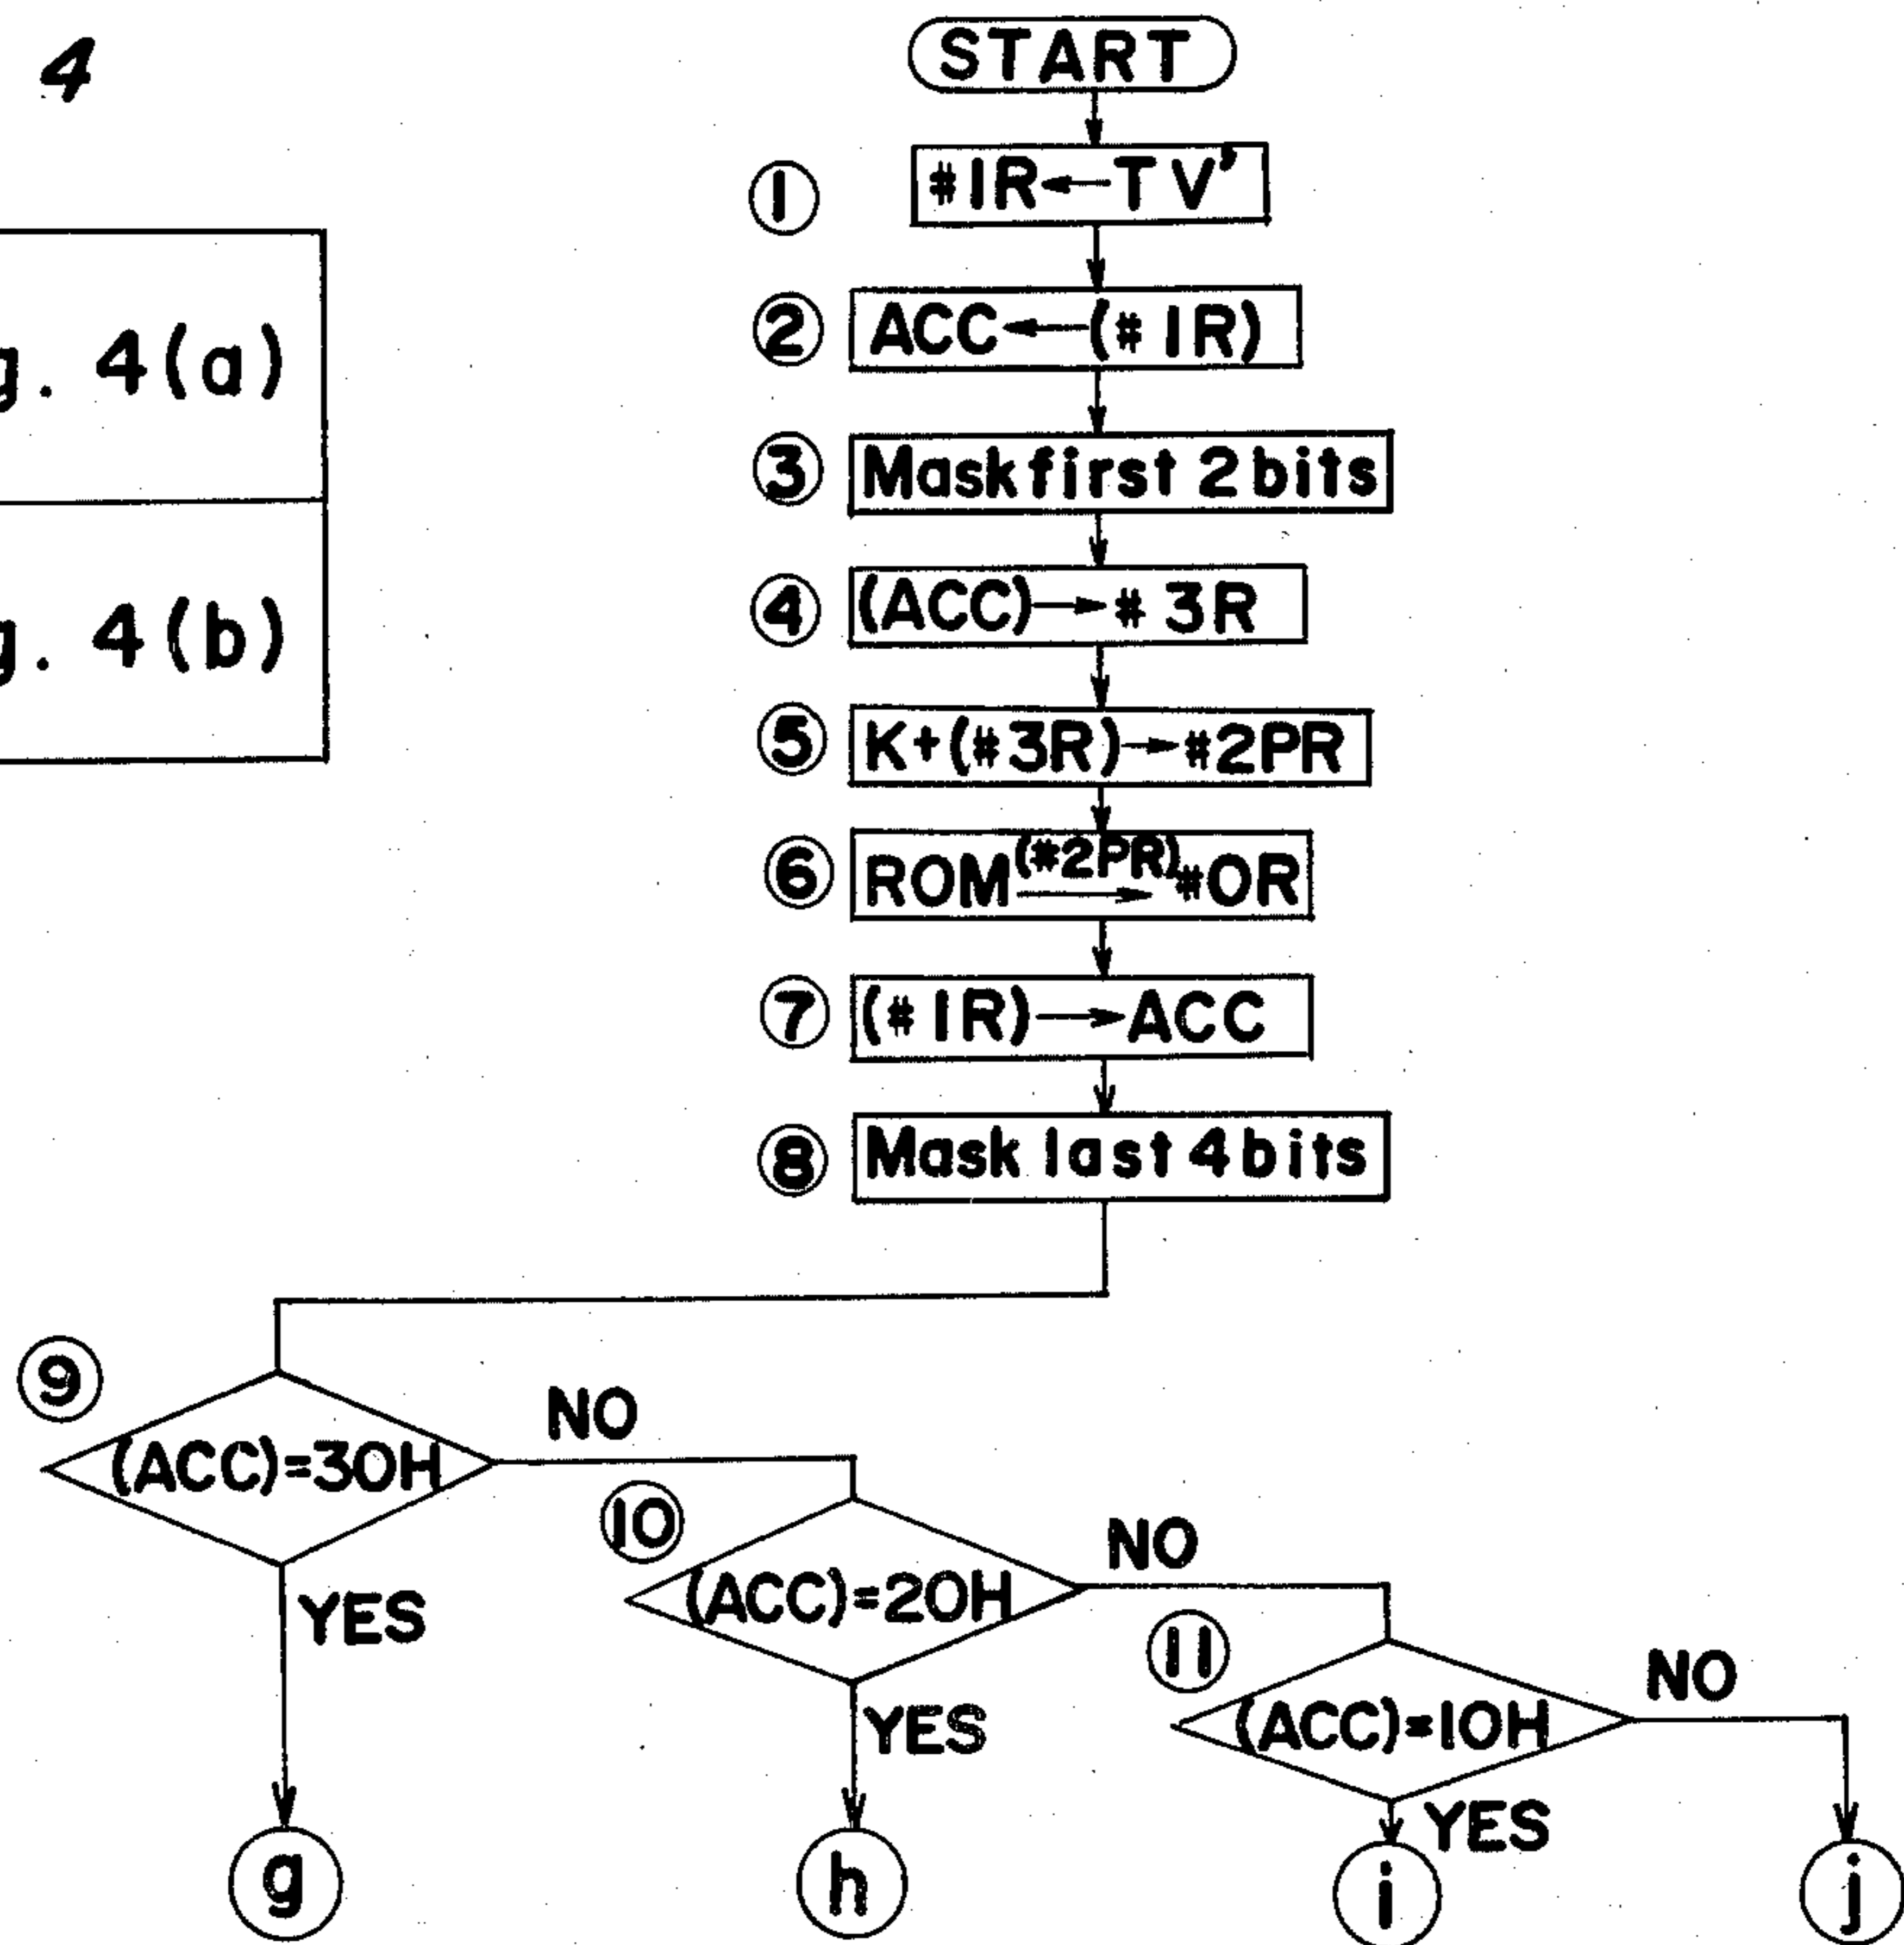 4
g. 4(a)
g. 4(b)
START
① #1R←TV'
② ACC←(#1R)
③ Mask first 2 bits
④ (ACC)→#3R
⑤ K+(#3R)→#2PR
⑥ ROM (#2PR)→ #0R
⑦ (#1R)→ACC
⑧ Mask last 4 bits
⑨
(ACC)=30H
NO
YES
⑩
(ACC)=20H
NO
YES
⑪
(ACC)=10H
NO
YES
g
h
i
j